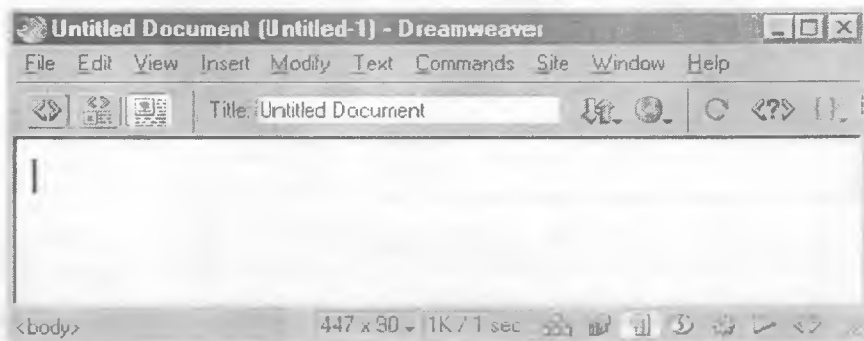 Untitled Document (Untitled-1) - Dreamweaver
File Edit View Insert Modify Text Commands Site Window Help
Title: Untitled Document
<body> 447 x 90 1K / 1 sec